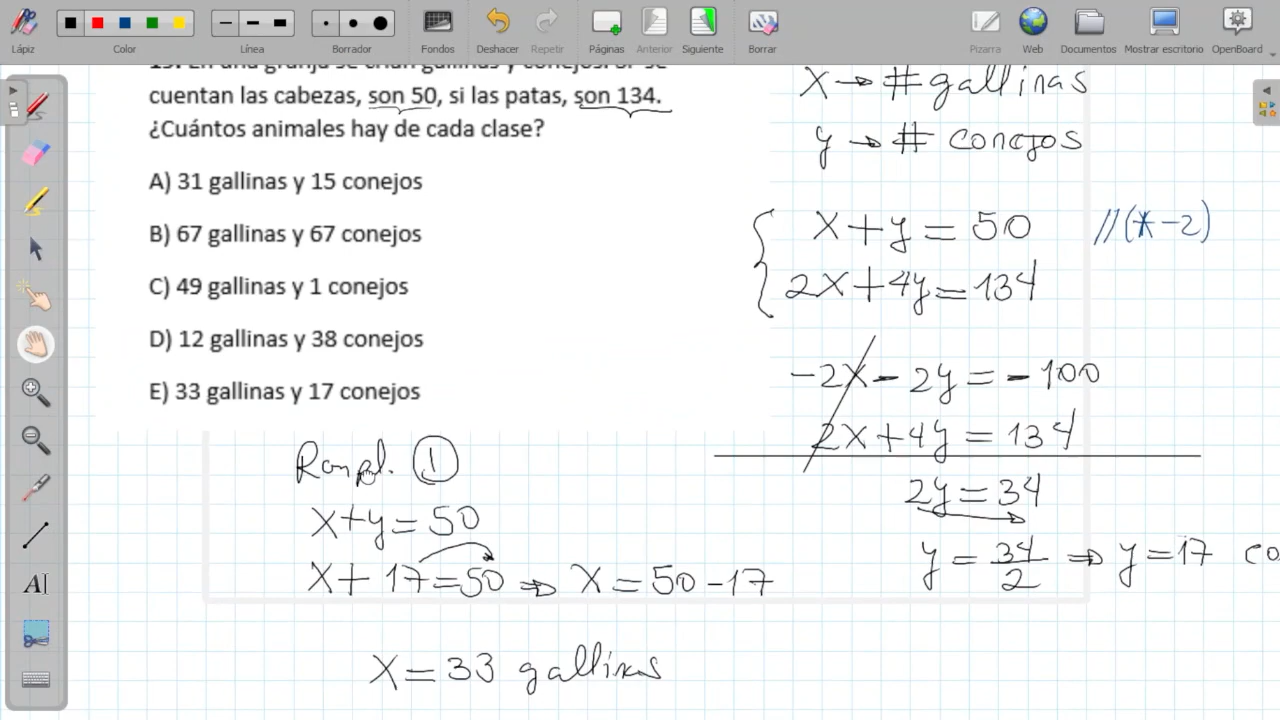 Lápiz
Color
Línea
Borrador
Fondos
Deshacer
Repetir
Páginas
Anterior
Siguiente
Borrar
Pizarra
Web
Documentos
Mostrar escritorio
OpenBoard
cuentan las cabezas, son 50, si las patas, son 134.
¿Cuántos animales hay de cada clase?
A) 31 gallinas y 15 conejos
B) 67 gallinas y 67 conejos
C) 49 gallinas y 1 conejos
D) 12 gallinas y 38 conejos
E) 33 gallinas y 17 conejos
x → # gallinas
y → # conejos
x + y = 50 //(* -2)
2x + 4y = 134
-2x - 2y = -100
2x + 4y = 134
2y = 34
y = 34/2 ⇒ y = 17 co
①
x + y = 50
x + 17 = 50 ⇒ x = 50 - 17
x = 33 gallinas